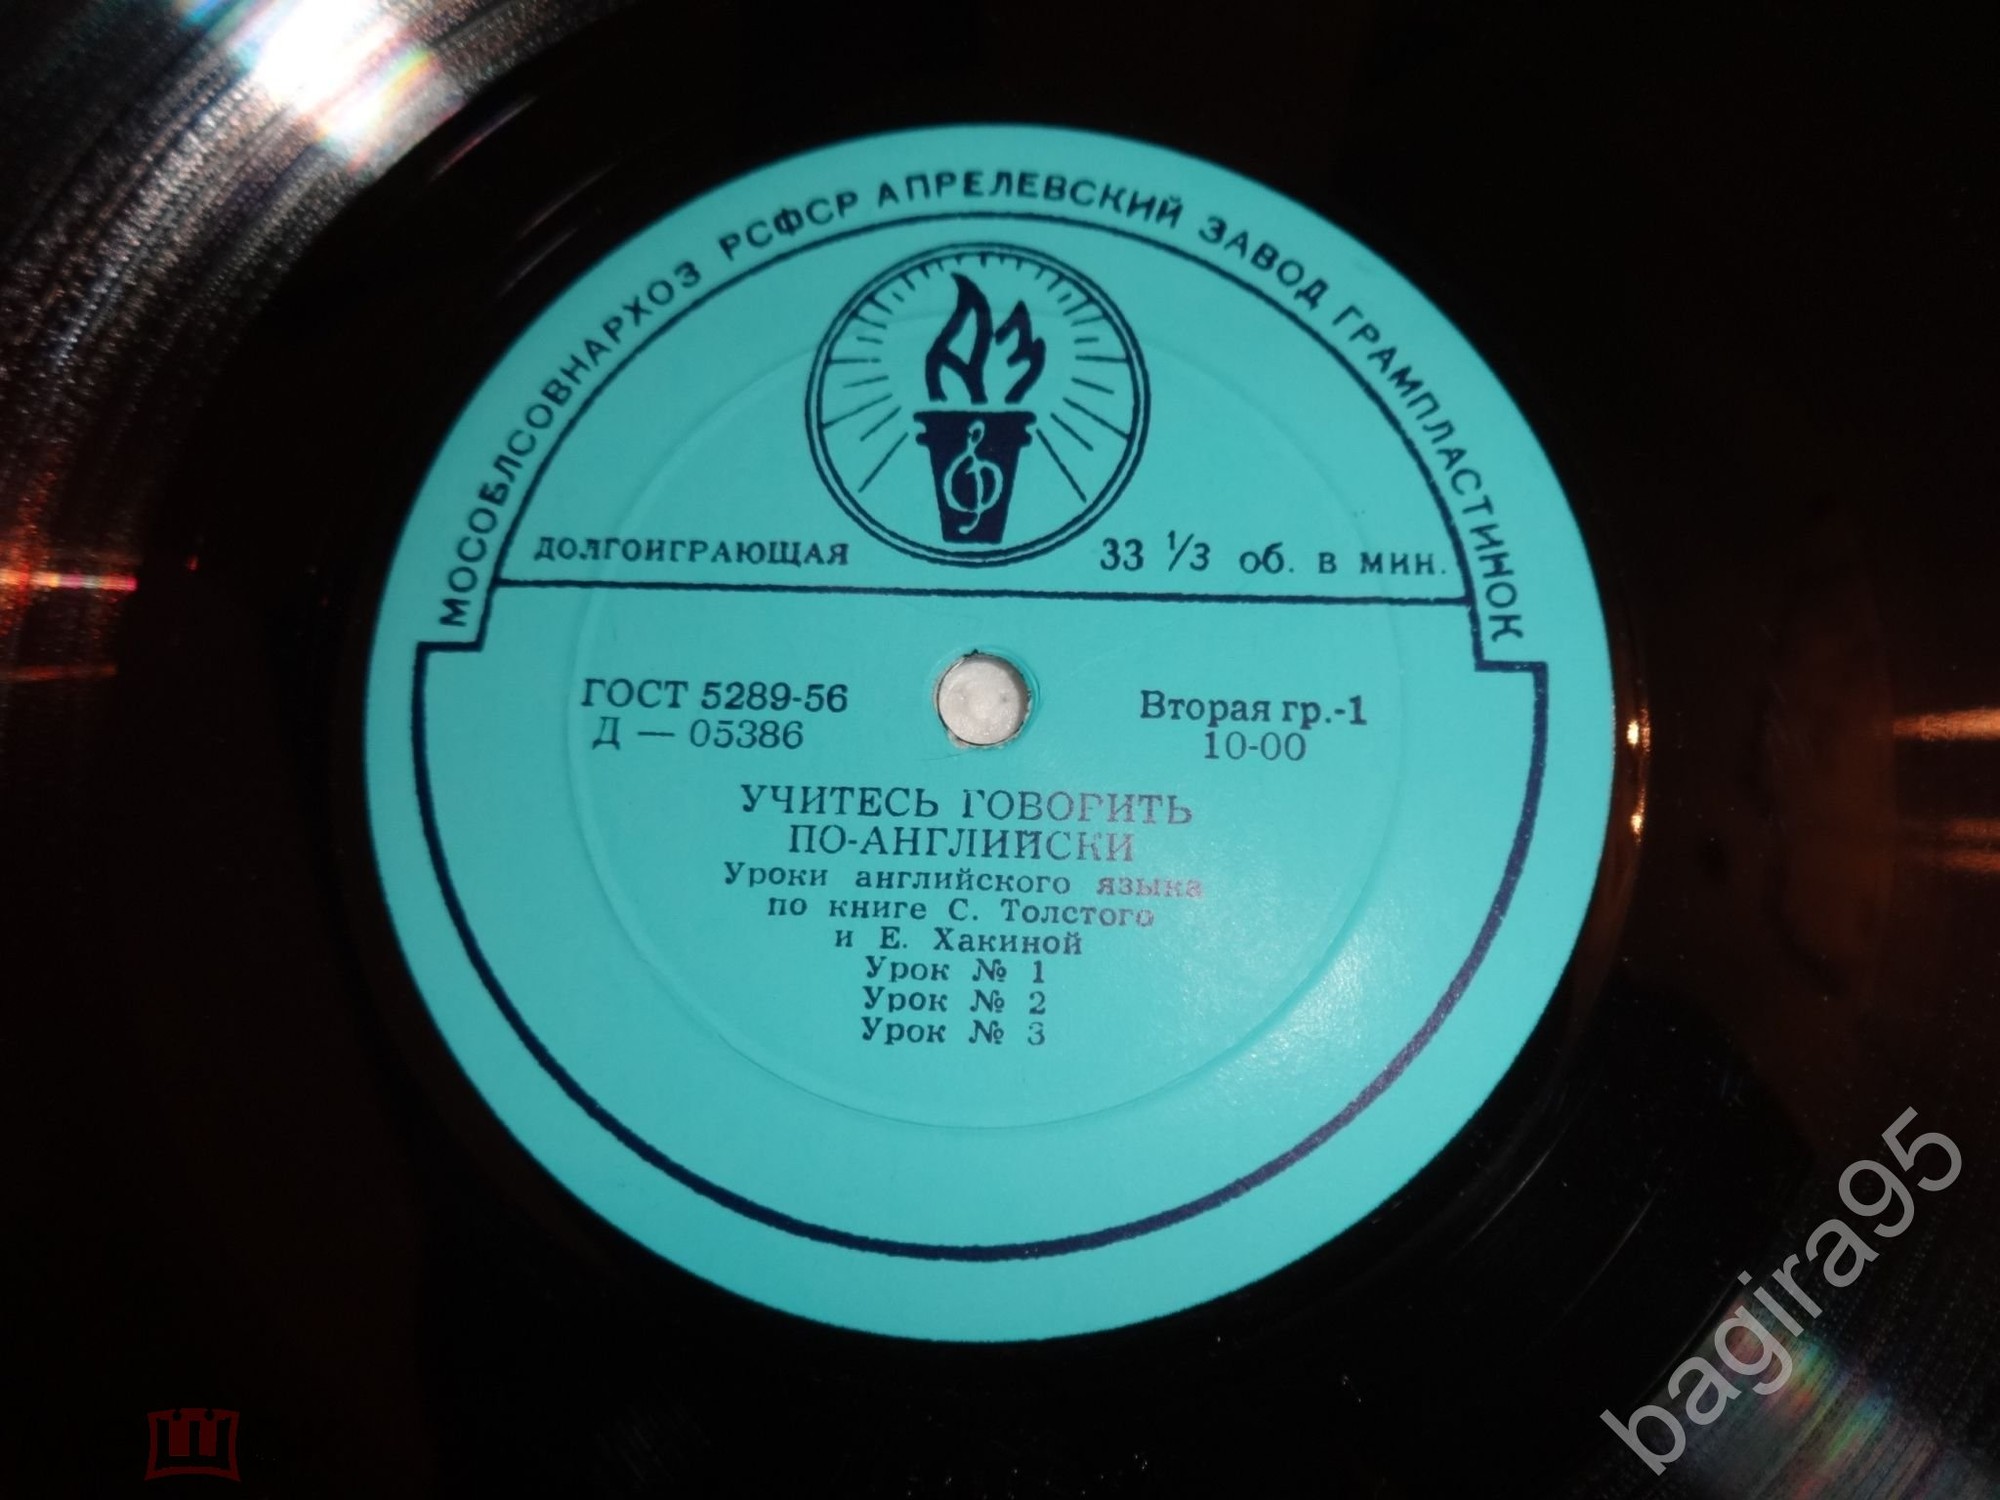 МОСОБЛСОВНАРХОЗ РСФСР АПРЕЛЕВСКИЙ ЗАВОД ГРАМПЛАСТИНОК
АЗ
ДОЛГОИГРАЮЩАЯ 33 1/3 об. в мин.
ГОСТ 5289-56 Вторая гр.-1
Д — 05386 10-00
УЧИТЕСЬ ГОВОРИТЬ
ПО-АНГЛИЙСКИ
Уроки английского языка
по книге С. Толстого
и Е. Хакиной
Урок № 1
Урок № 2
Урок № 3
bagira95